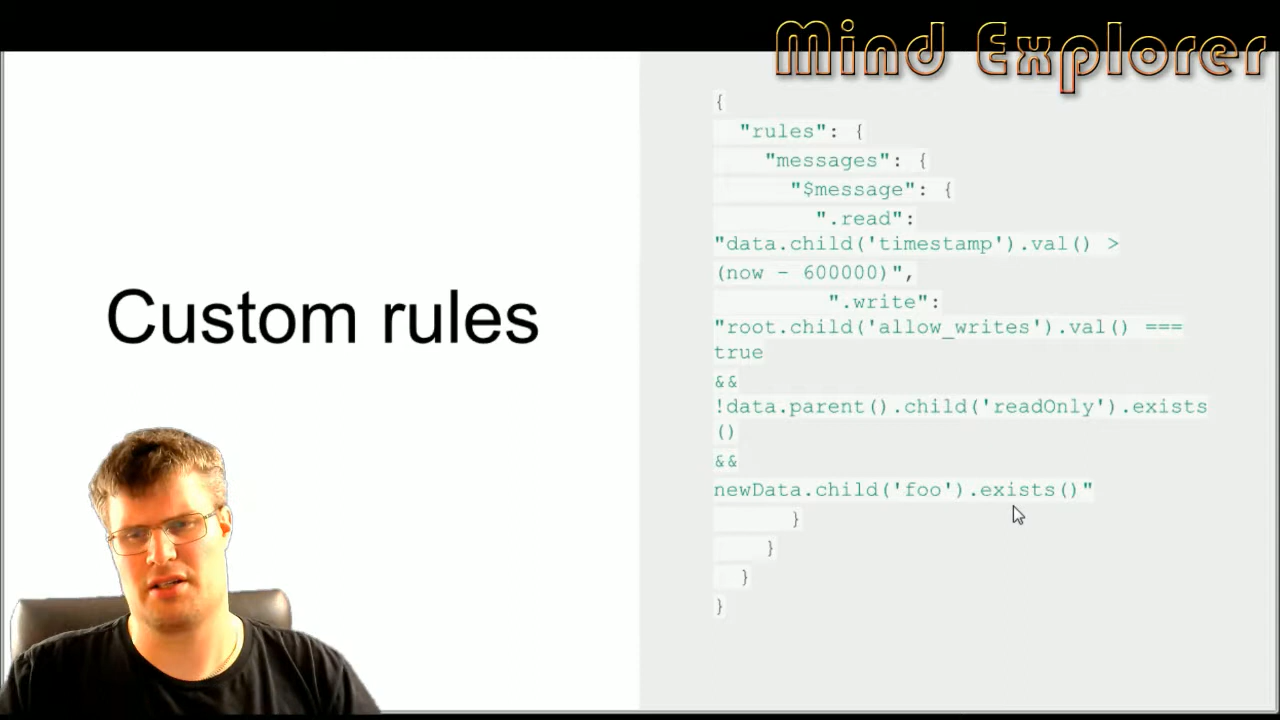 Mind Explorer
Custom rules
{
"rules": {
"messages": {
"$message": {
".read":
"data.child('timestamp').val() >
(now - 600000)",
".write":
"root.child('allow_writes').val() ===
true
&&
!data.parent().child('readOnly').exists
()
&&
newData.child('foo').exists()"
}
}
}
}